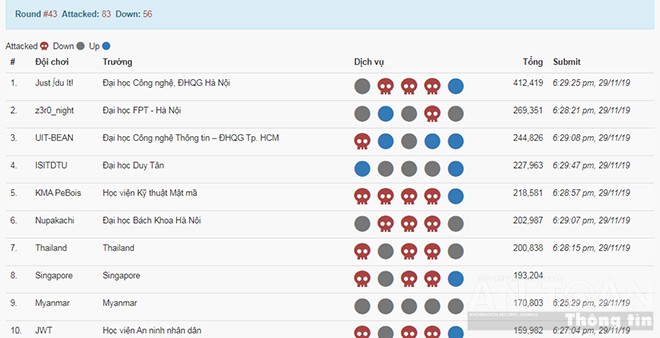 Round #43 Attacked: 83 Down: 56
Attacked Down Up
# Đội chơi Trường Dịch vụ Tổng Submit
1. Just ∫du It! Đại học Công nghệ, ĐHQG Hà Nội 412,419 6:29:25 pm, 29/11/19
2. z3r0_night Đại học FPT - Hà Nội 269,351 6:28:21 pm, 29/11/19
3. UIT-BEAN Đại học Công nghệ Thông tin – ĐHQG Tp. HCM 244,826 6:29:08 pm, 29/11/19
4. ISITDTU Đại học Duy Tân 227,963 6:29:47 pm, 29/11/19
5. KMA PeBois Học viện Kỹ thuật Mật mã 218,581 6:28:57 pm, 29/11/19
6. Nupakachi Đại học Bách Khoa Hà Nội 202,987 6:29:07 pm, 29/11/19
7. Thailand Thailand 200,838 6:28:15 pm, 29/11/19
8. Singapore Singapore 193,204
9. Myanmar Myanmar 170,803 6:25:29 pm, 29/11/19
10. JWT Học viện An ninh nhân dân 159,982 6:27:04 pm, 29/11/19
AN TOÀN
Thông tin